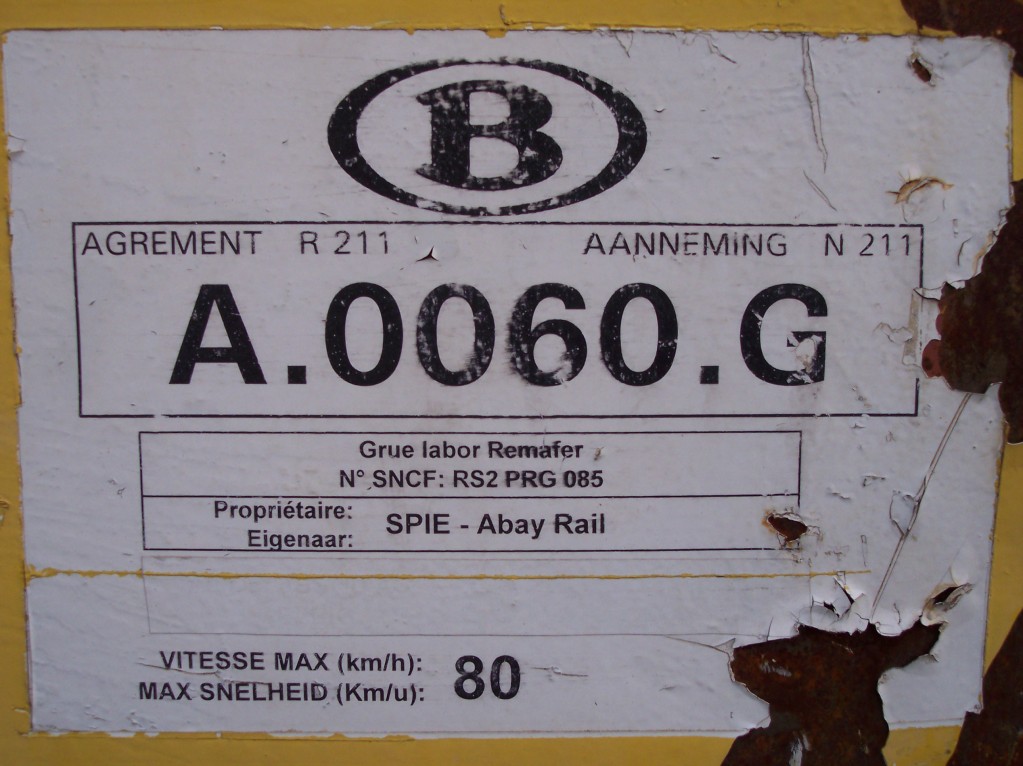 B
AGREMENT R 211 AANNEMING N 211
A.0060.G
Grue labor Remafer
N° SNCF: RS2 PRG 085
Propriétaire:
Eigenaar:
SPIE - Abay Rail
VITESSE MAX (km/h):
MAX SNELHEID (Km/u):
80